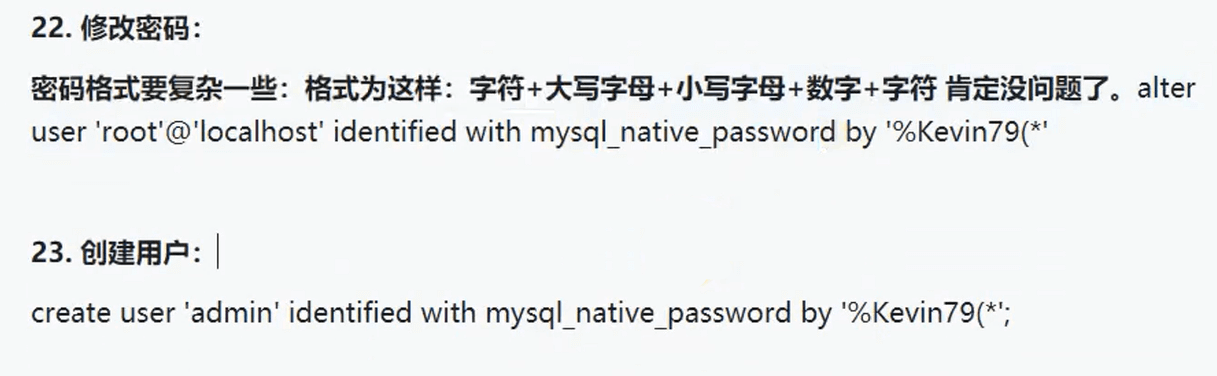 22. 修改密码：
密码格式要复杂一些：格式为这样：字符+大写字母+小写字母+数字+字符 肯定没问题了。alter
user 'root'@'localhost' identified with mysql_native_password by '%Kevin79(*'
23. 创建用户：
create user 'admin' identified with mysql_native_password by '%Kevin79(*';